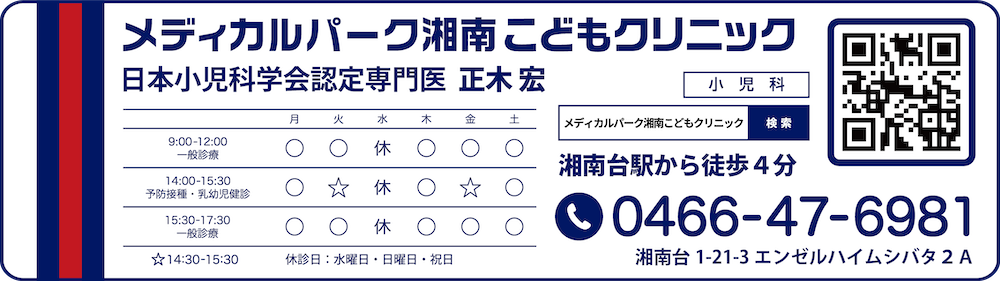 メディカルパーク湘南こどもクリニック
日本小児科学会認定専門医 正木 宏
小児科
月 火 水 木 金 土
9:00-12:00
一般診療
○ ○ 休 ○ ○ ○
14:00-15:30
予防接種・乳幼児健診
○ ☆ 休 ○ ☆ ○
15:30-17:30
一般診療
○ ○ 休 ○ ○ ○
☆14:30-15:30 休診日：水曜日・日曜日・祝日
メディカルパーク湘南こどもクリニック 検索
湘南台駅から徒歩4分
0466-47-6981
湘南台 1-21-3 エンゼルハイムシバタ2A